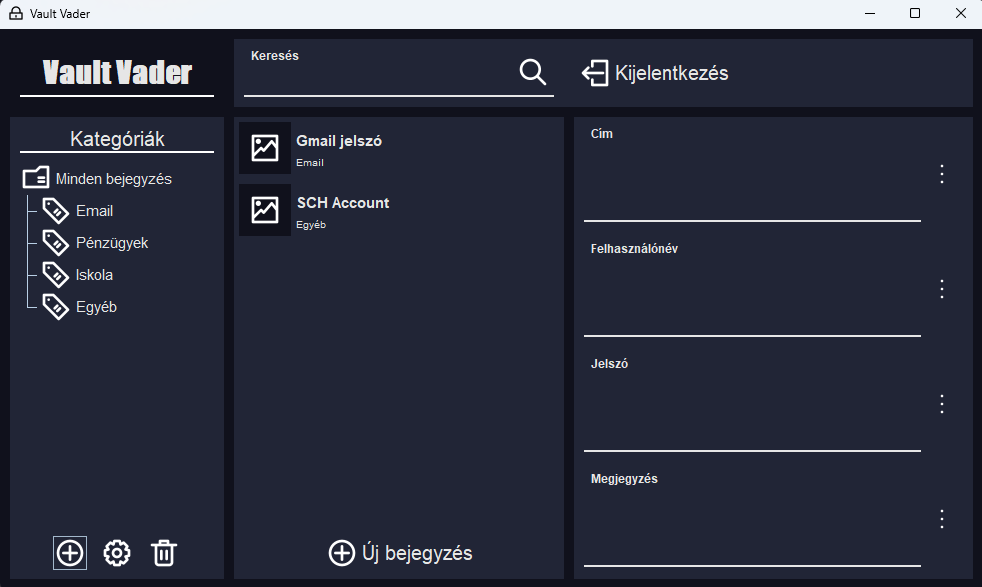 Vault Vader
Vault Vader
Keresés
Kijelentkezés
Kategóriák
Minden bejegyzés
Email
Pénzügyek
Iskola
Egyéb
Gmail jelszó
Email
SCH Account
Egyéb
Új bejegyzés
Cím
Felhasználónév
Jelszó
Megjegyzés